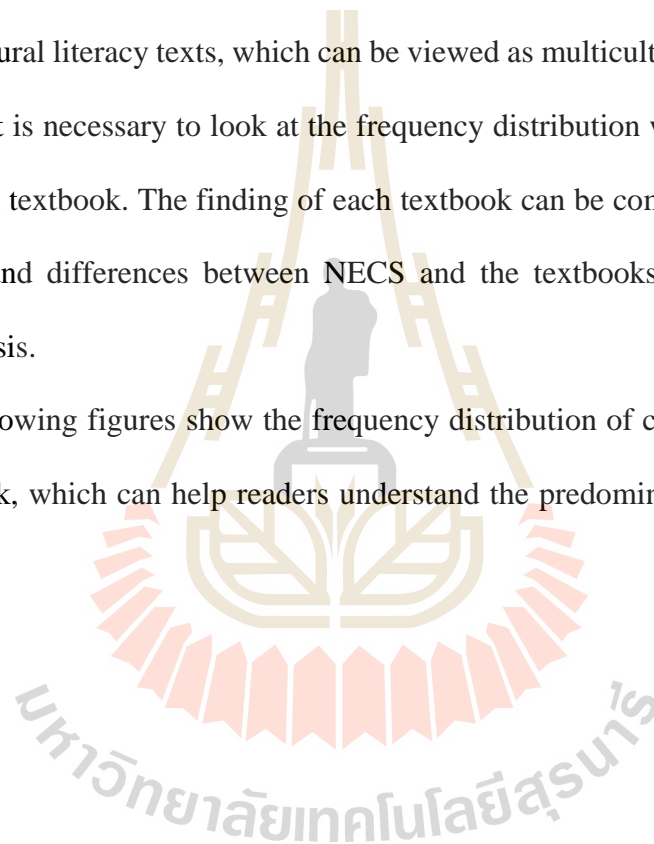 ural literacy texts, which can be viewed as multicult
t is necessary to look at the frequency distribution
textbook. The finding of each textbook can be con
nd differences between NECS and the textbooks
sis.
owing figures show the frequency distribution of c
k, which can help readers understand the predomin
มหาวิทยาลัยเทคโนโลยีสุรนารี